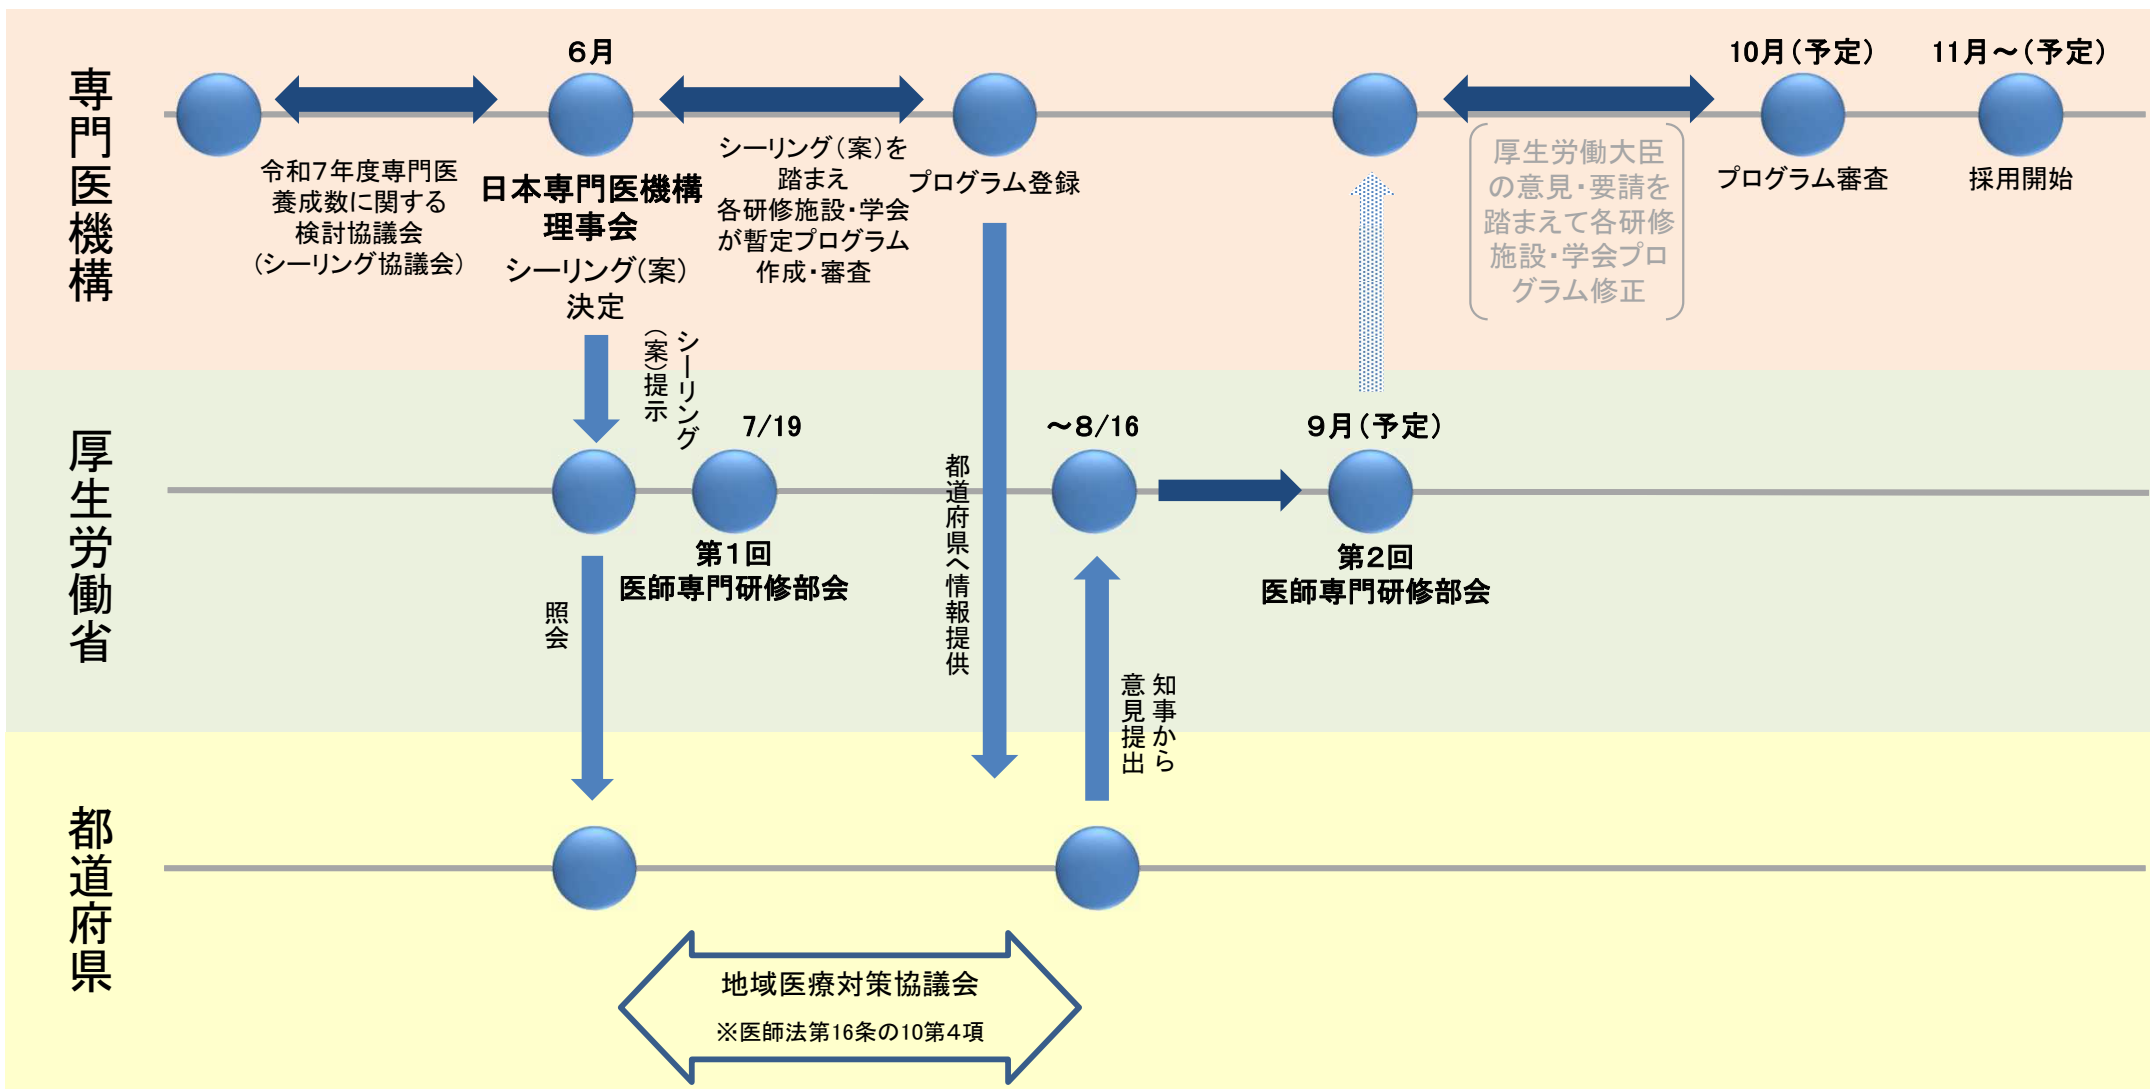 専門医機構
6月
10月(予定)
11月～(予定)
令和7年度専門医
養成数に関する
検討協議会
(シーリング協議会)
日本専門医機構
理事会
シーリング(案)
決定
シーリング(案)を
踏まえ
各研修施設・学会
が暫定プログラム
作成・審査
プログラム登録
厚生労働大臣
の意見・要請を
踏まえて各研修
施設・学会プロ
グラム修正
プログラム審査
採用開始
シーリング
(案)提示
厚生労働省
7/19
～8/16
9月(予定)
第1回
医師専門研修部会
第2回
医師専門研修部会
照会
都道府県へ情報提供
知事から
意見提出
都道府県
地域医療対策協議会
※医師法第16条の10第4項